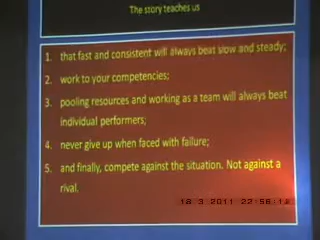 The story teaches us
1. that fast and consistent will always beat slow and steady;
2. work to your competencies;
3. pooling resources and working as a team will always beat
individual performers;
4. never give up when faced with failure;
5. and finally, compete against the situation. Not against a
rival.
18 3 2011 22:56:14